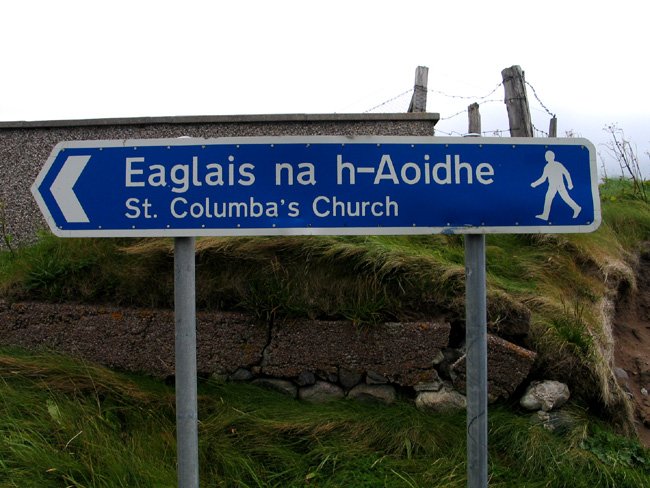 Eaglais na h-Aoidhe
St. Columba's Church